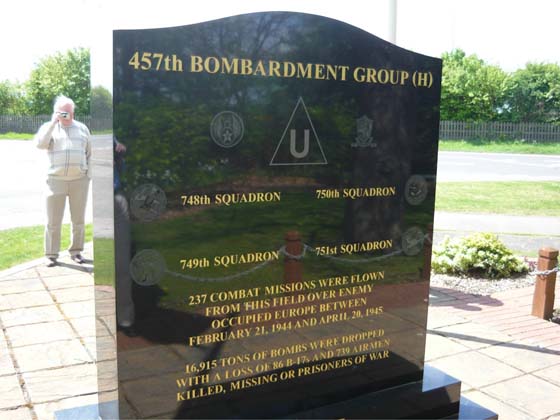 457th BOMBARDMENT GROUP (H)
U
748th SQUADRON 750th SQUADRON
749th SQUADRON 751st SQUADRON
237 COMBAT MISSIONS WERE FLOWN
FROM THIS FIELD OVER ENEMY
OCCUPIED EUROPE BETWEEN
FEBRUARY 21, 1944 AND APRIL 20, 1945
16,915 TONS OF BOMBS WERE DROPPED
WITH A LOSS OF 86 B-17s AND 739 AIRMEN
KILLED, MISSING OR PRISONERS OF WAR